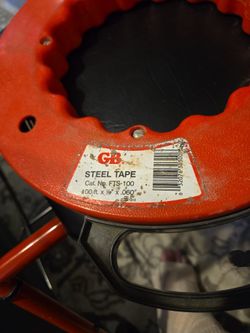 GB
STEEL TAPE
Cat. No. FTS-100
100 ft. x ⅛" x .060"